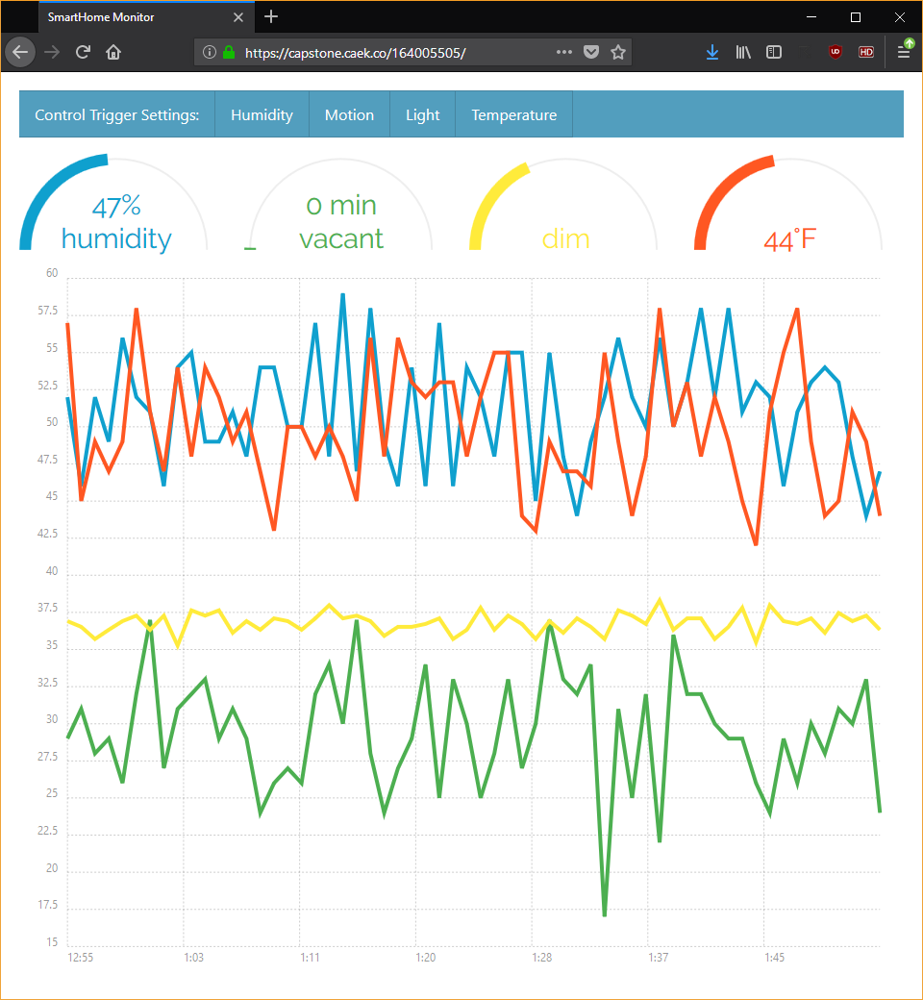 SmartHome Monitor
https://capstone.caek.co/164005505/
UD
HD
Control Trigger Settings: Humidity Motion Light Temperature
47%
humidity
0 min
vacant
dim
44°F
60
57.5
55
52.5
50
47.5
45
42.5
40
37.5
35
32.5
30
27.5
25
22.5
20
17.5
15
12:55 1:03 1:11 1:20 1:28 1:37 1:45